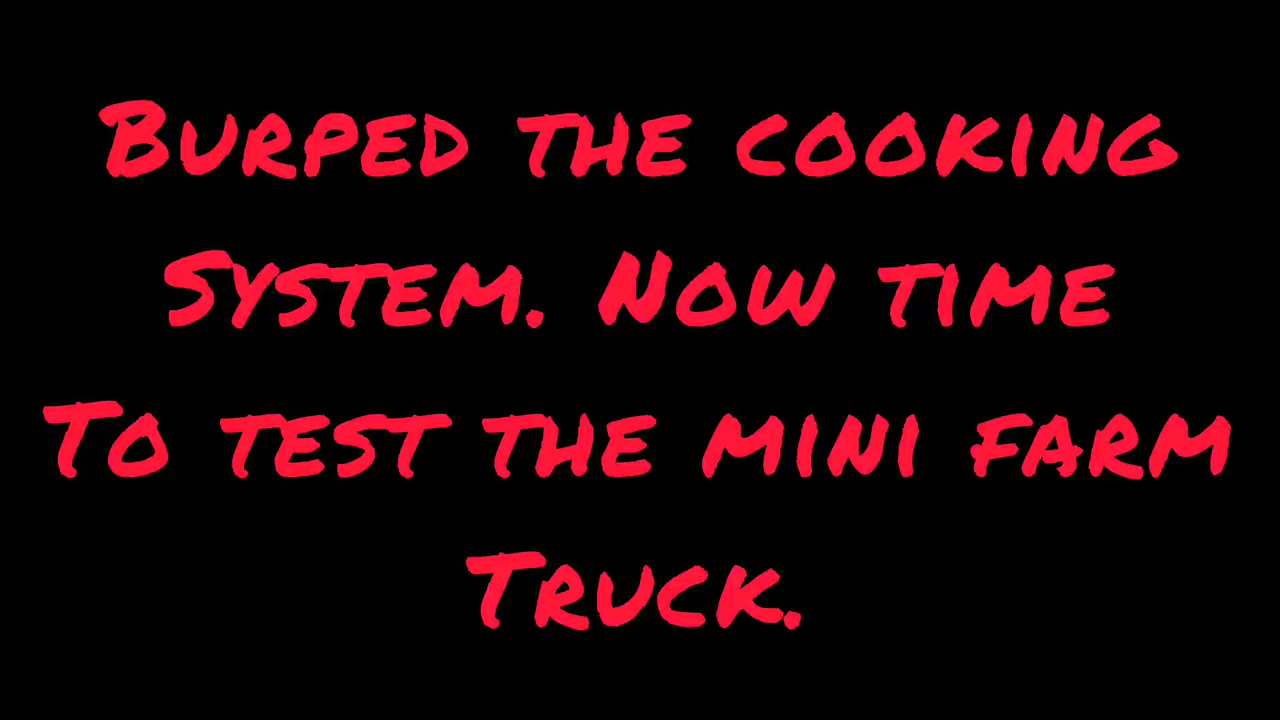 Burped the cooking
System. Now time
To test the mini farm
Truck.